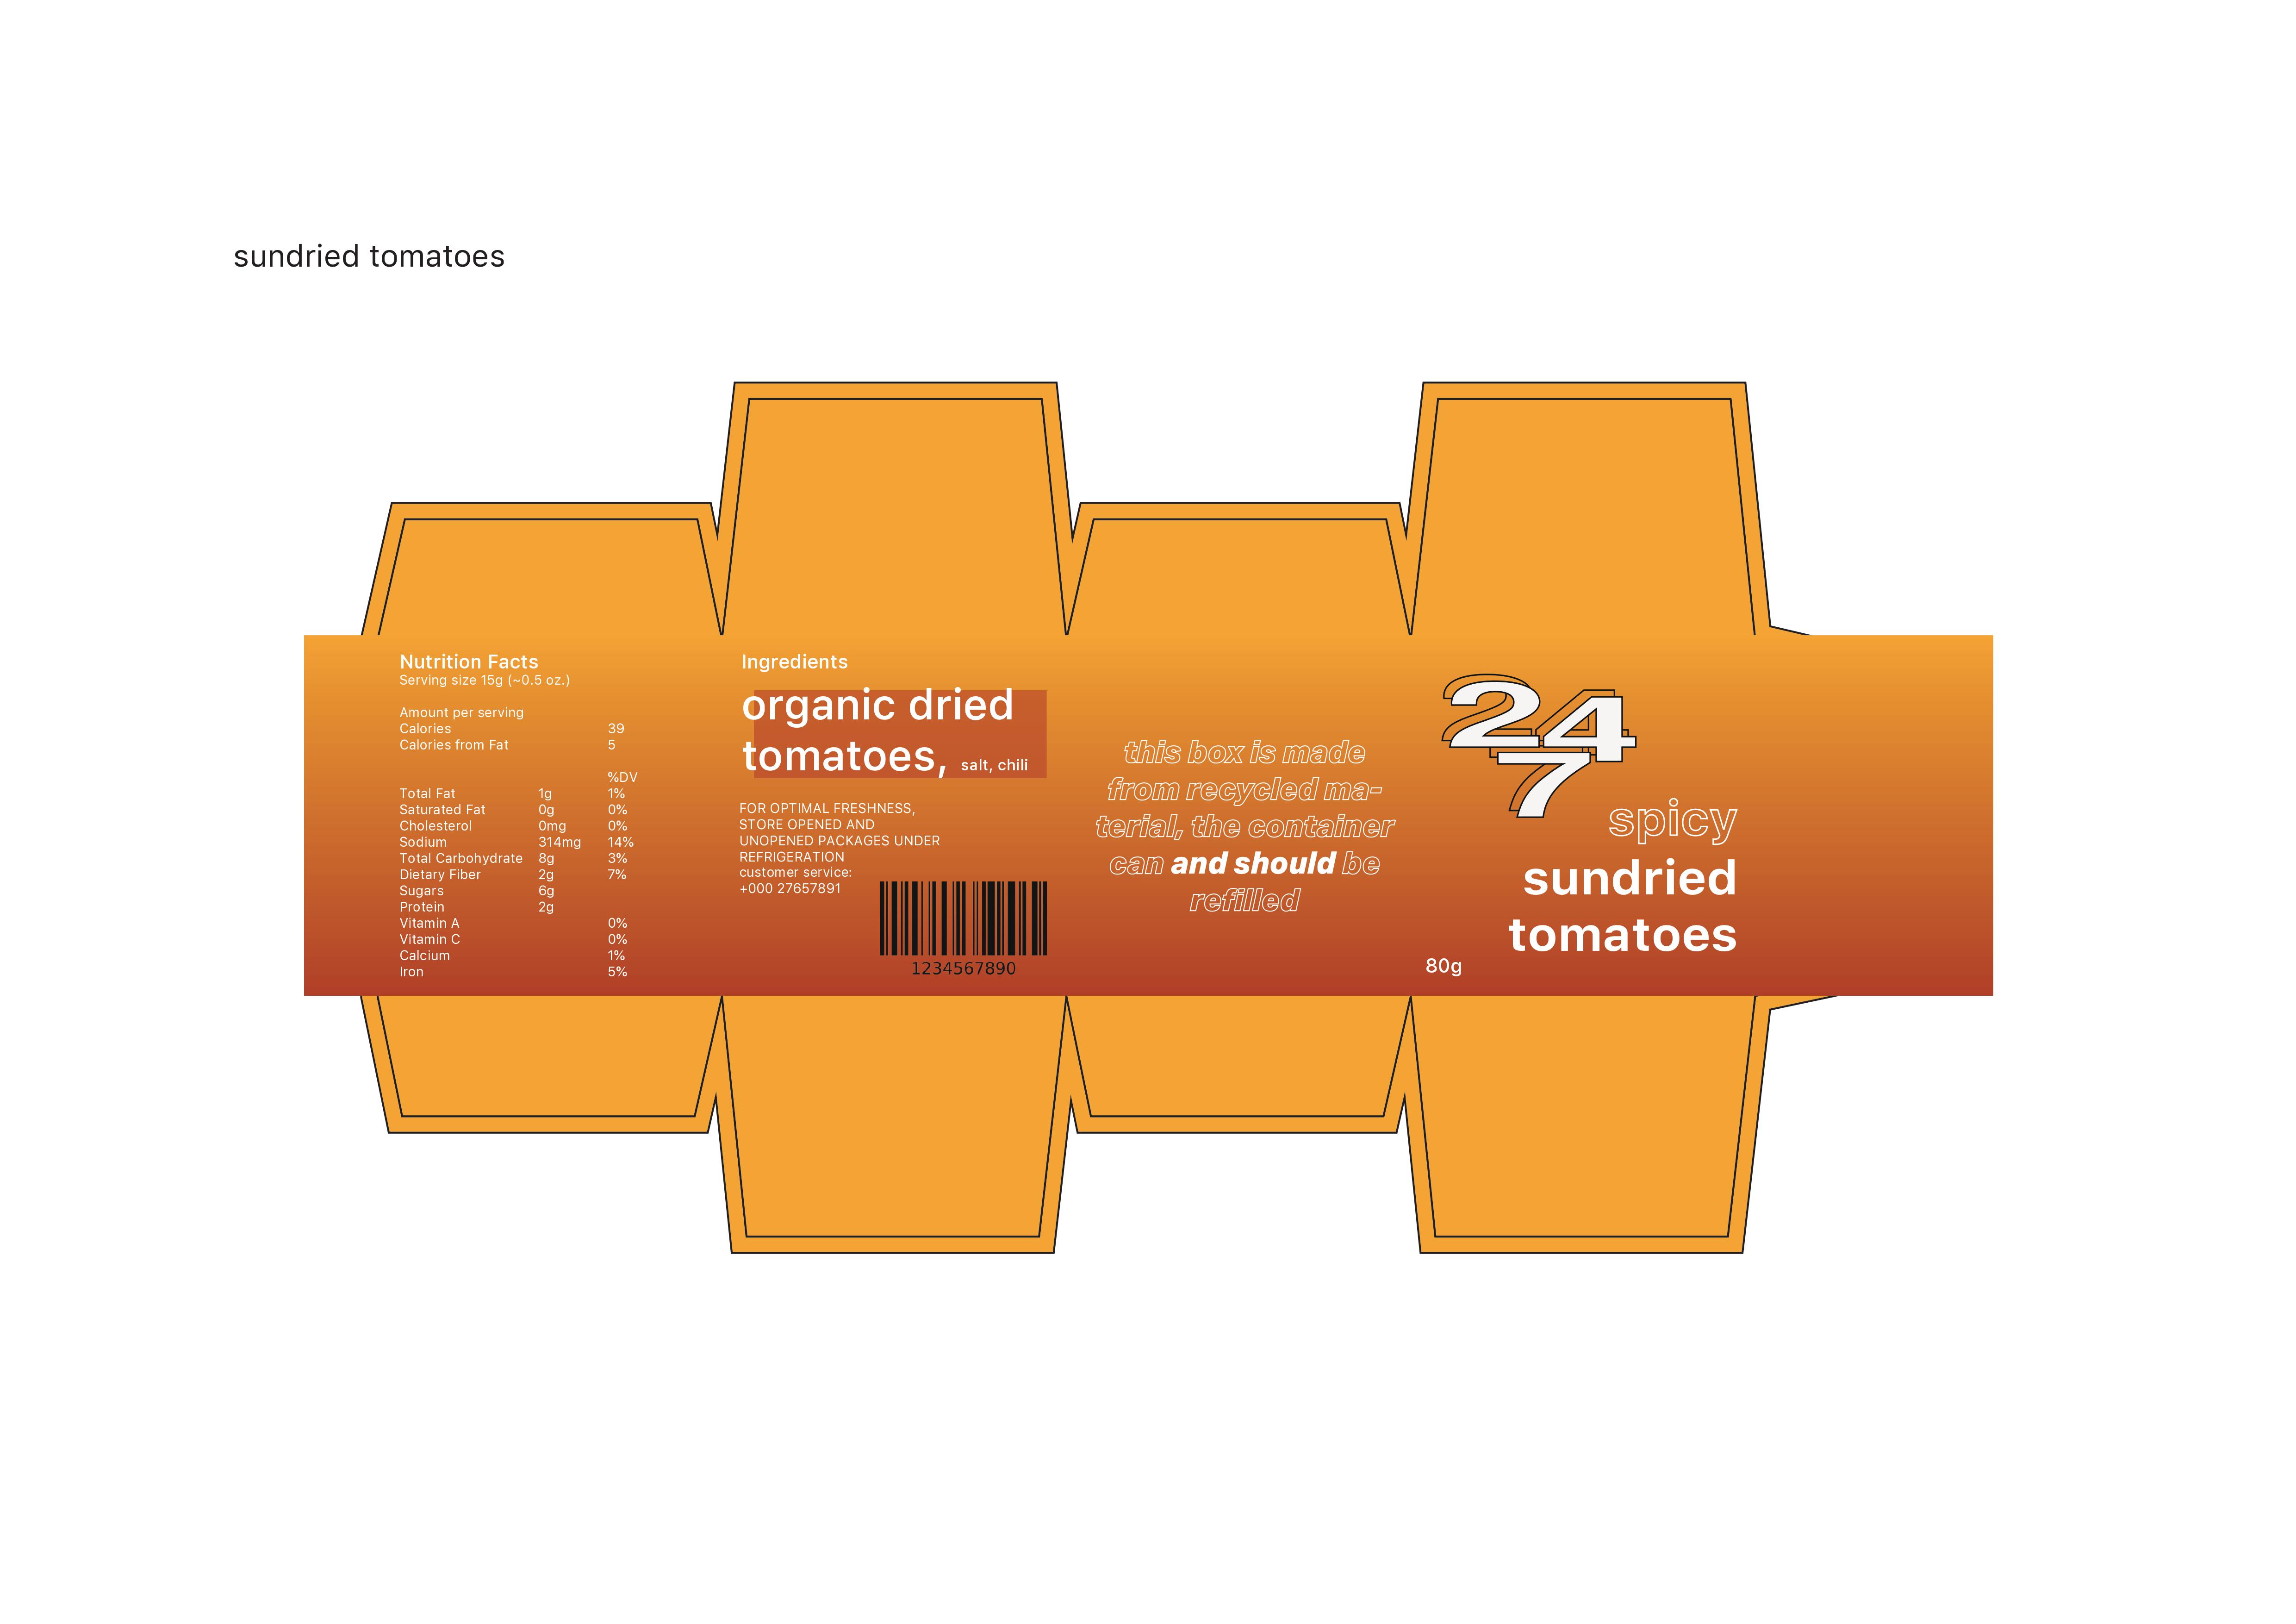 sundried tomatoes
Nutrition Facts
Serving size 15g (~0.5 oz.)
Amount per serving
Calories 39
Calories from Fat 5
%DV
Total Fat 1g 1%
Saturated Fat 0g 0%
Cholesterol 0mg 0%
Sodium 314mg 14%
Total Carbohydrate 8g 3%
Dietary Fiber 2g 7%
Sugars 6g
Protein 2g
Vitamin A 0%
Vitamin C 0%
Calcium 1%
Iron 5%
Ingredients
organic dried
tomatoes, salt, chili
FOR OPTIMAL FRESHNESS,
STORE OPENED AND
UNOPENED PACKAGES UNDER
REFRIGERATION
customer service:
+000 27657891
1234567890
this box is made
from recycled ma-
terial, the container
can and should be
refilled
24
7
spicy
sundried
tomatoes
80g